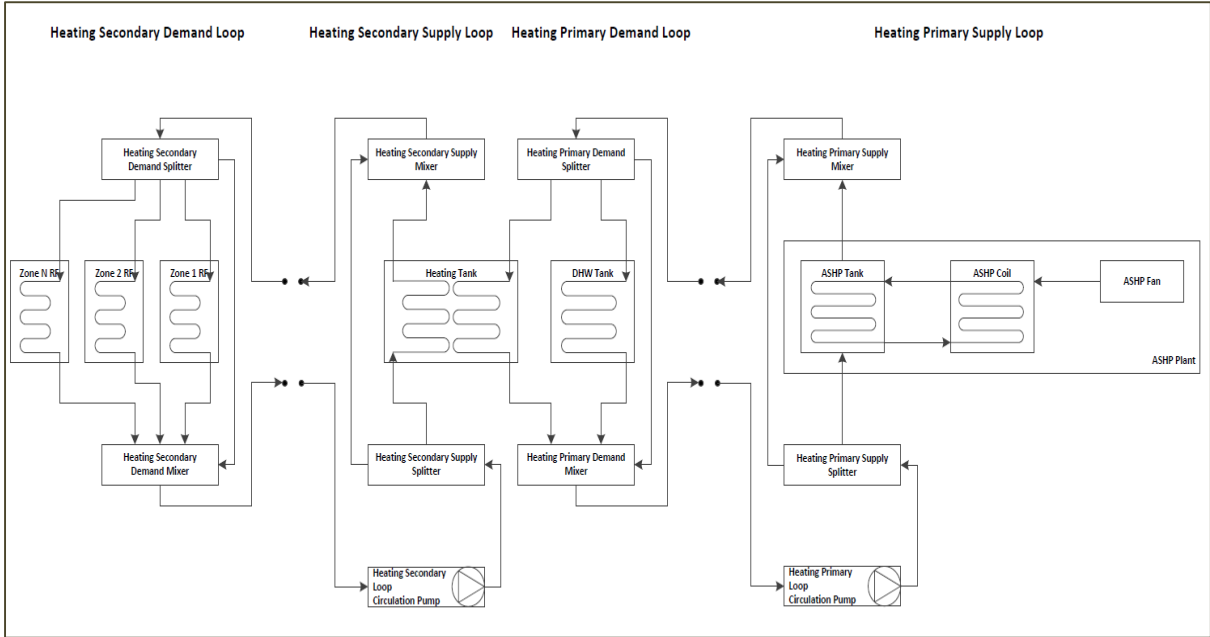 Heating Secondary Demand Loop
Heating Secondary Supply Loop
Heating Primary Demand Loop
Heating Primary Supply Loop
Heating Secondary
Demand Splitter
Heating Secondary Supply
Mixer
Heating Primary Demand
Splitter
Heating Primary Supply
Mixer
Zone N RF
Zone 2 RF
Zone 1 RF
Heating Tank
DHW Tank
ASHP Tank
ASHP Coil
ASHP Fan
ASHP Plant
Heating Secondary
Demand Mixer
Heating Secondary Supply
Splitter
Heating Primary Demand
Mixer
Heating Primary Supply
Splitter
Heating Secondary
Loop
Circulation Pump
Heating Primary
Loop
Circulation Pump